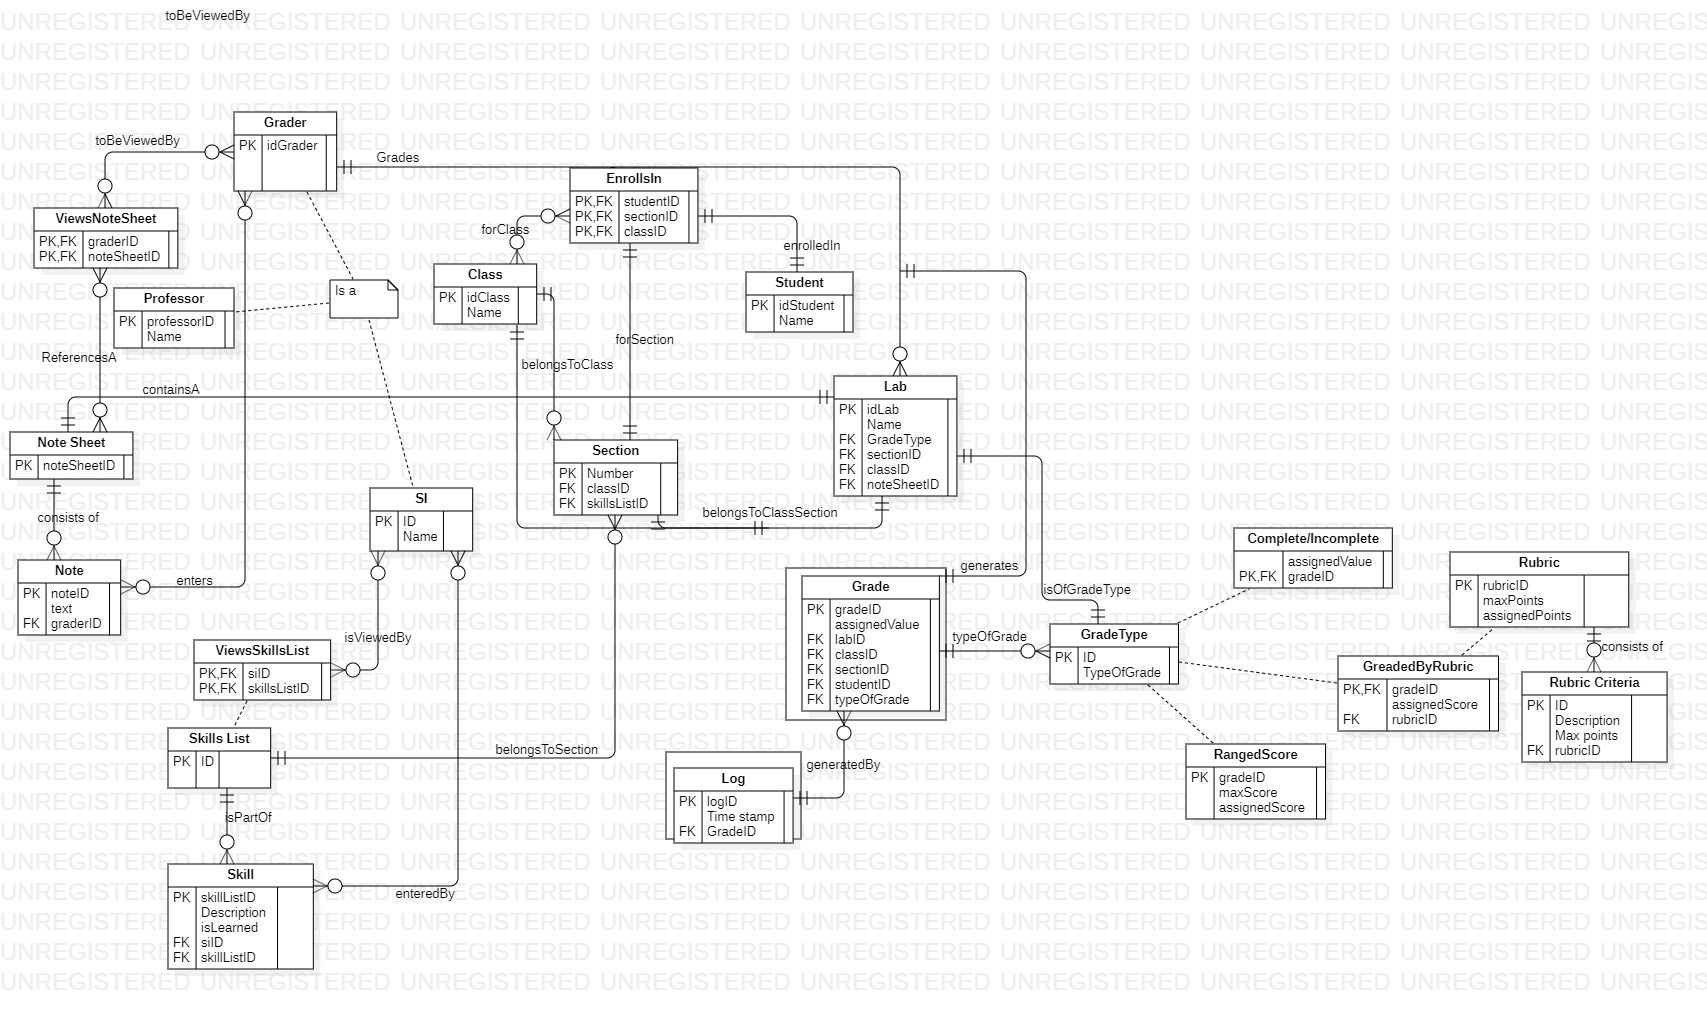 toBeViewedBy
Grader
PK idGrader
toBeViewedBy
Grades
EnrollsIn
PK,FK studentID
PK,FK sectionID
PK,FK classID
ViewsNoteSheet
PK,FK graderID
PK,FK noteSheetID
forClass
enrolledIn
Class
PK idClass
Name
Student
PK idStudent
Name
Professor
PK professorID
Name
Is a
forSection
ReferencesA
belongsToClass
containsA
Lab
PK idLab
Name
FK GradeType
FK sectionID
FK classID
FK noteSheetID
Note Sheet
PK noteSheetID
Section
PK Number
FK classID
FK skillsListID
SI
PK ID
Name
consists of
belongsToClassSection
Complete/Incomplete
assignedValue
PK,FK gradeID
Rubric
PK rubricID
maxPoints
assignedPoints
Note
PK noteID
text
FK graderID
enters
generates
isOfGradeType
Grade
PK gradeID
assignedValue
FK labID
FK classID
FK sectionID
FK studentID
FK typeOfGrade
typeOfGrade
GradeType
PK ID
TypeOfGrade
isViewedBy
ViewsSkillsList
PK,FK siID
PK,FK skillsListID
consists of
GreadedByRubric
PK,FK gradeID
assignedScore
FK rubricID
Rubric Criteria
PK ID
Description
Max points
FK rubricID
Skills List
PK ID
belongsToSection
RangedScore
PK gradeID
maxScore
assignedScore
generatedBy
Log
PK logID
Time stamp
FK GradeID
isPartOf
Skill
PK skillListID
Description
isLearned
FK siID
FK skillListID
enteredBy
UNREGISTERED